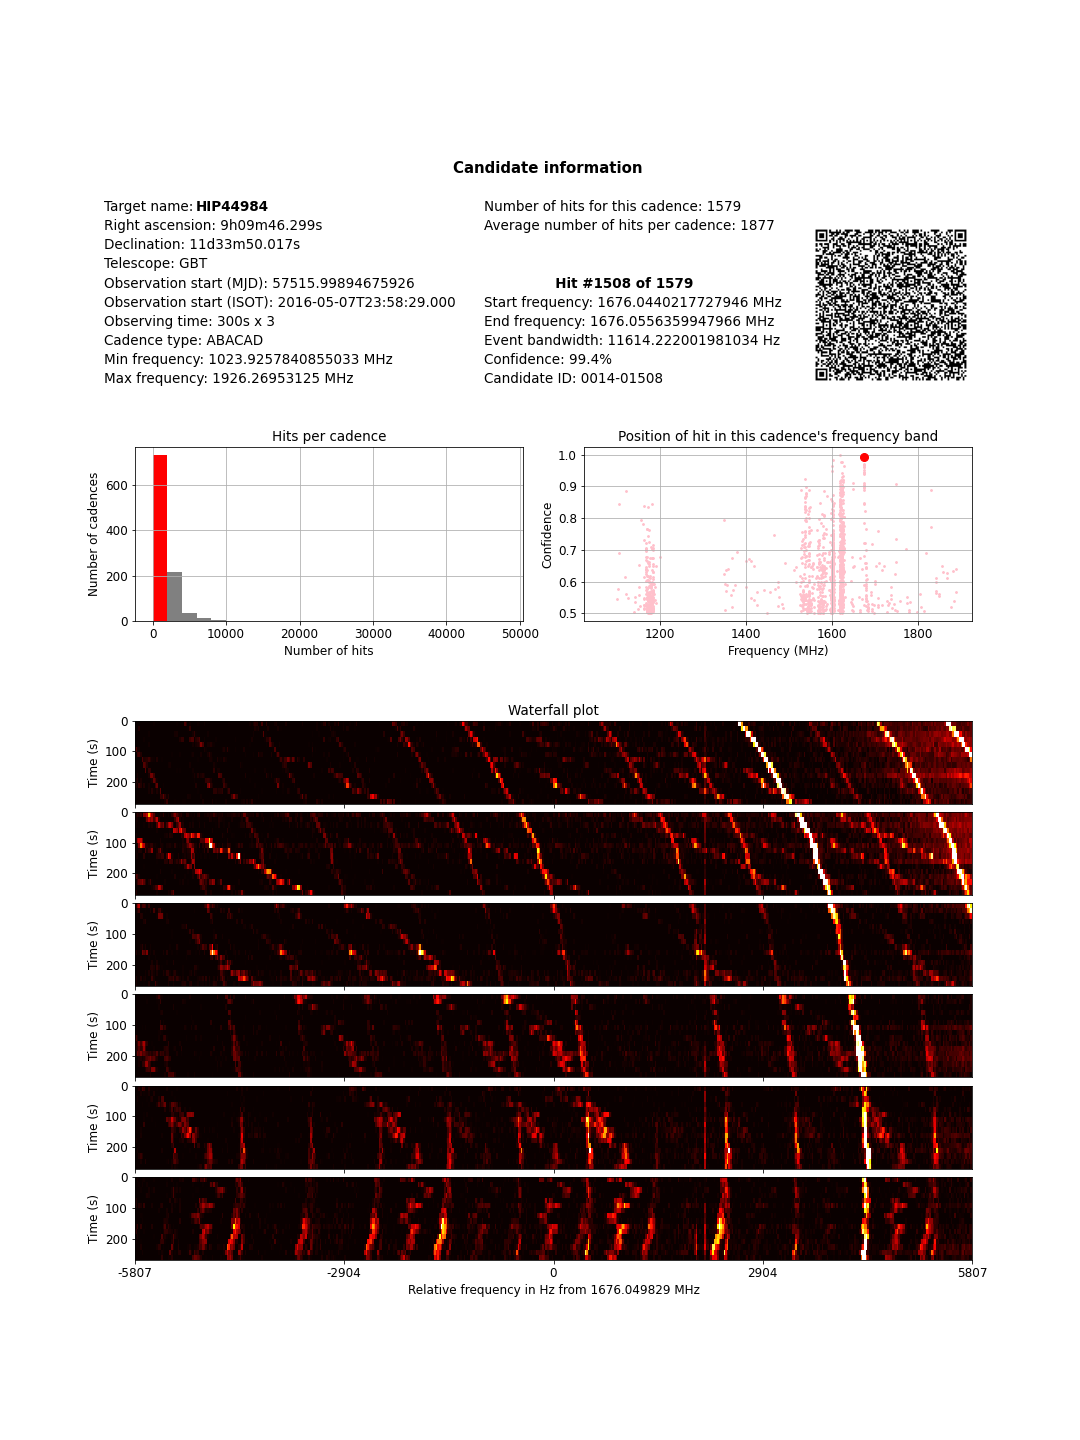 Candidate information
Target name: HIP44984
Right ascension: 9h09m46.299s
Declination: 11d33m50.017s
Telescope: GBT
Observation start (MJD): 57515.99894675926
Observation start (ISOT): 2016-05-07T23:58:29.000
Observing time: 300s x 3
Cadence type: ABACAD
Min frequency: 1023.9257840855033 MHz
Max frequency: 1926.26953125 MHz
Number of hits for this cadence: 1579
Average number of hits per cadence: 1877
Hit #1508 of 1579
Start frequency: 1676.0440217727946 MHz
End frequency: 1676.0556359947966 MHz
Event bandwidth: 11614.222001981034 Hz
Confidence: 99.4%
Candidate ID: 0014-01508
Hits per cadence
Number of cadences
600
400
200
0
0 10000 20000 30000 40000 50000
Number of hits
Position of hit in this cadence's frequency band
Confidence
1.0
0.9
0.8
0.7
0.6
0.5
1200 1400 1600 1800
Frequency (MHz)
Waterfall plot
Time (s)
0
100
200
Time (s)
0
100
200
Time (s)
0
100
200
Time (s)
0
100
200
Time (s)
0
100
200
Time (s)
0
100
200
-5807 -2904 0 2904 5807
Relative frequency in Hz from 1676.049829 MHz